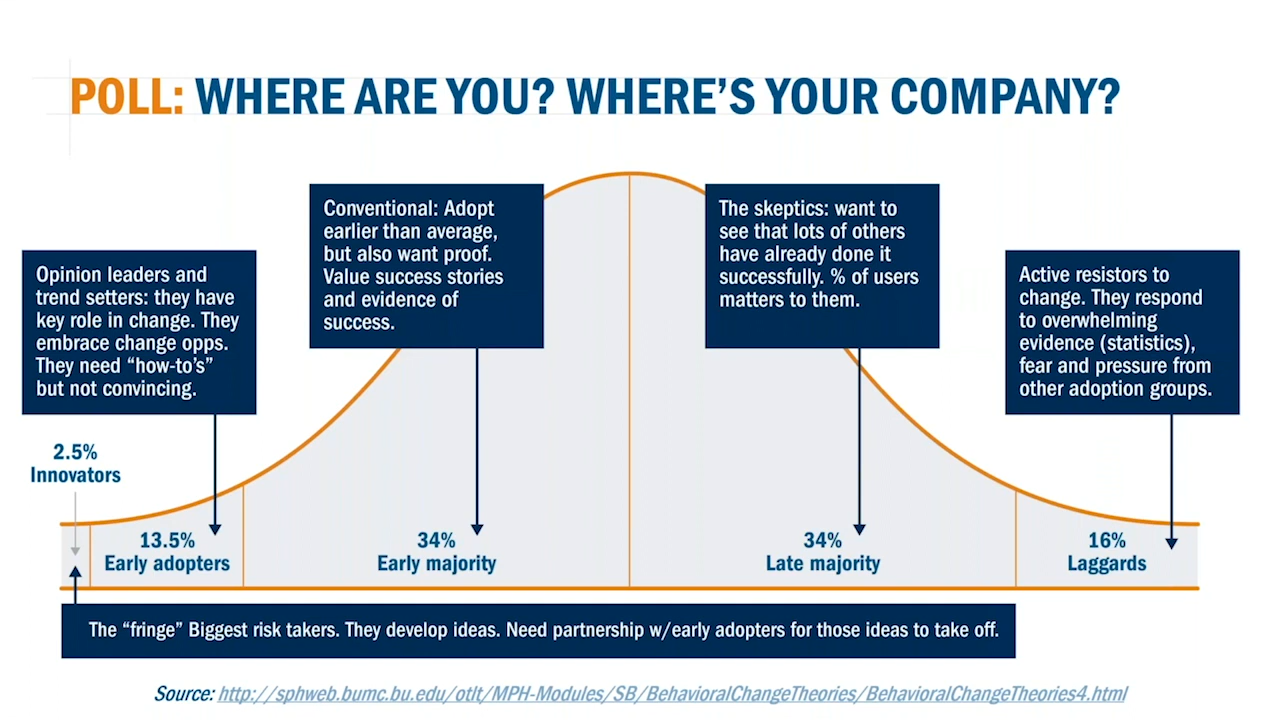 POLL: WHERE ARE YOU? WHERE’S YOUR COMPANY?
Opinion leaders and
trend setters: they have
key role in change. They
embrace change opps.
They need “how-to’s”
but not convincing.
Conventional: Adopt
earlier than average,
but also want proof.
Value success stories
and evidence of
success.
The skeptics: want to
see that lots of others
have already done it
successfully. % of users
matters to them.
Active resistors to
change. They respond
to overwhelming
evidence (statistics),
fear and pressure from
other adoption groups.
2.5%
Innovators
13.5%
Early adopters
34%
Early majority
34%
Late majority
16%
Laggards
The “fringe” Biggest risk takers. They develop ideas. Need partnership w/early adopters for those ideas to take off.
Source: http://sphweb.bumc.bu.edu/otlt/MPH-Modules/SB/BehavioralChangeTheories/BehavioralChangeTheories4.html